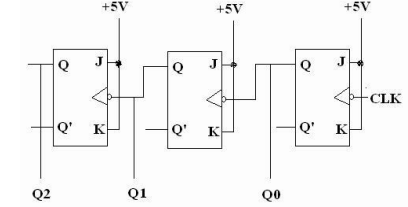 +5V +5V +5V
Q J Q J Q J
CLK
Q' K Q' K Q' K
Q2 Q1 Q0